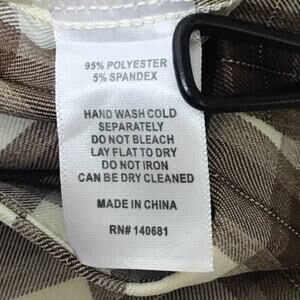 95% POLYESTER
5% SPANDEX
HAND WASH COLD
SEPARATELY
DO NOT BLEACH
LAY FLAT TO DRY
DO NOT IRON
CAN BE DRY CLEANED
MADE IN CHINA
RN# 140681